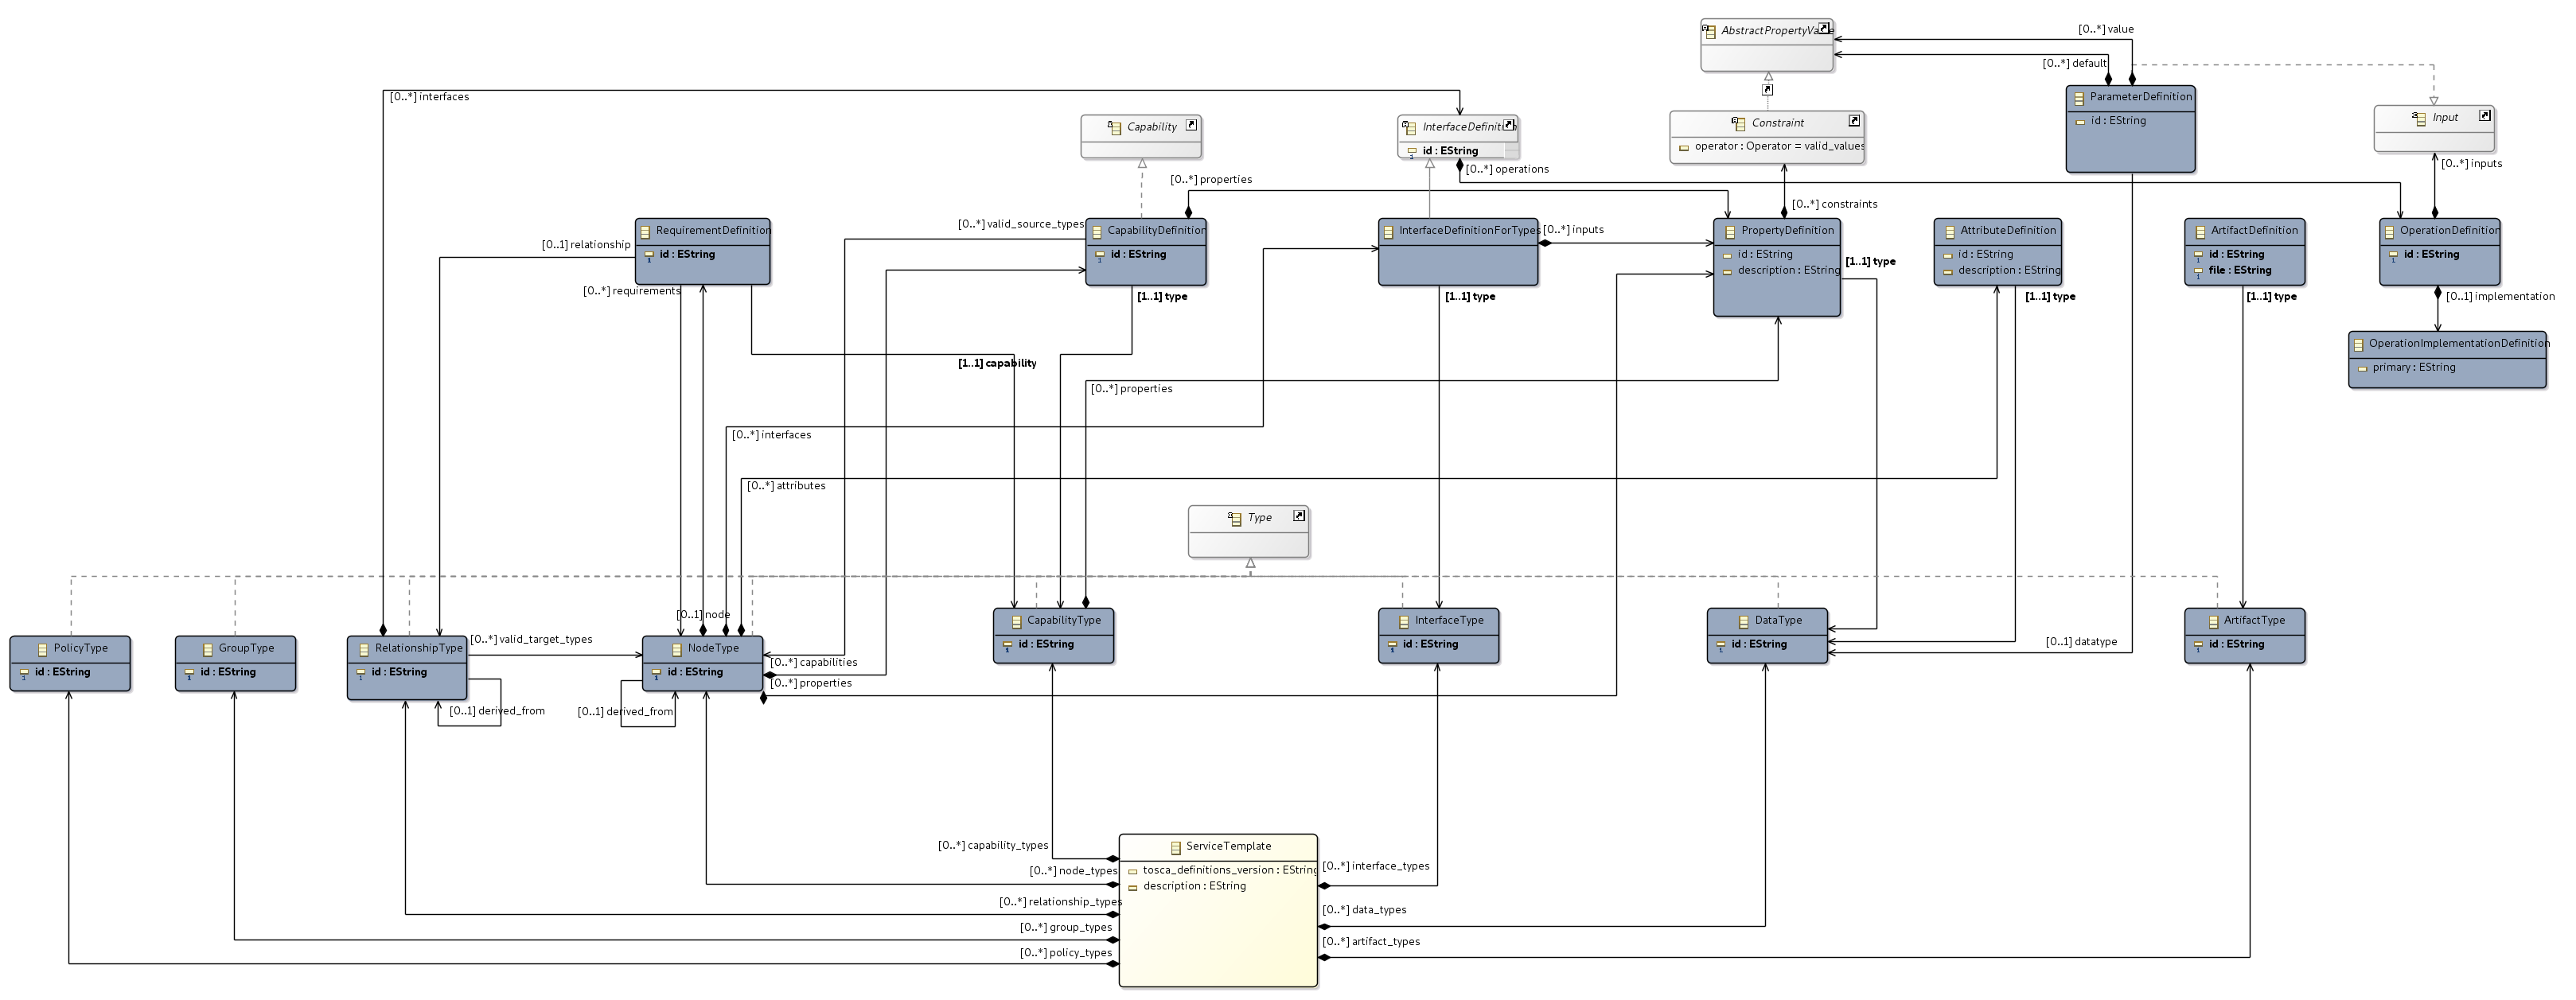 AbstractPropertyVal
[0..*] value
[0..*] default
ParameterDefinition
id : EString
[0..*] interfaces
Capability
InterfaceDefinition
id : EString
Constraint
operator : Operator = valid_values
Input
[0..*] operations
[0..*] inputs
[0..*] properties
[0..*] constraints
[0..*] valid_source_types
RequirementDefinition
id : EString
[0..1] relationship
CapabilityDefinition
id : EString
InterfaceDefinitionForTypes
[0..*] inputs
PropertyDefinition
id : EString
description : EString
[1..1] type
AttributeDefinition
id : EString
description : EString
ArtifactDefinition
id : EString
file : EString
OperationDefinition
id : EString
[0..*] requirements
[1..1] type
[1..1] type
[1..1] type
[1..1] type
[0..1] implementation
OperationImplementationDefinition
primary : EString
[1..1] capability
[0..*] properties
[0..*] interfaces
[0..*] attributes
Type
[0..1] node
CapabilityType
id : EString
InterfaceType
id : EString
DataType
id : EString
[0..1] datatype
ArtifactType
id : EString
PolicyType
id : EString
GroupType
id : EString
RelationshipType
id : EString
[0..*] valid_target_types
NodeType
id : EString
[0..*] capabilities
[0..*] properties
[0..1] derived_from
[0..1] derived_from
ServiceTemplate
tosca_definitions_version : EString
description : EString
[0..*] capability_types
[0..*] node_types
[0..*] relationship_types
[0..*] group_types
[0..*] policy_types
[0..*] interface_types
[0..*] data_types
[0..*] artifact_types